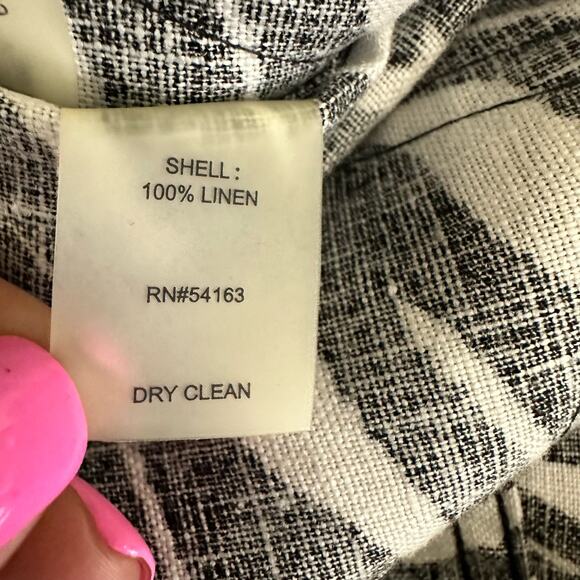 SHELL:
100% LINEN
RN#54163
DRY CLEAN